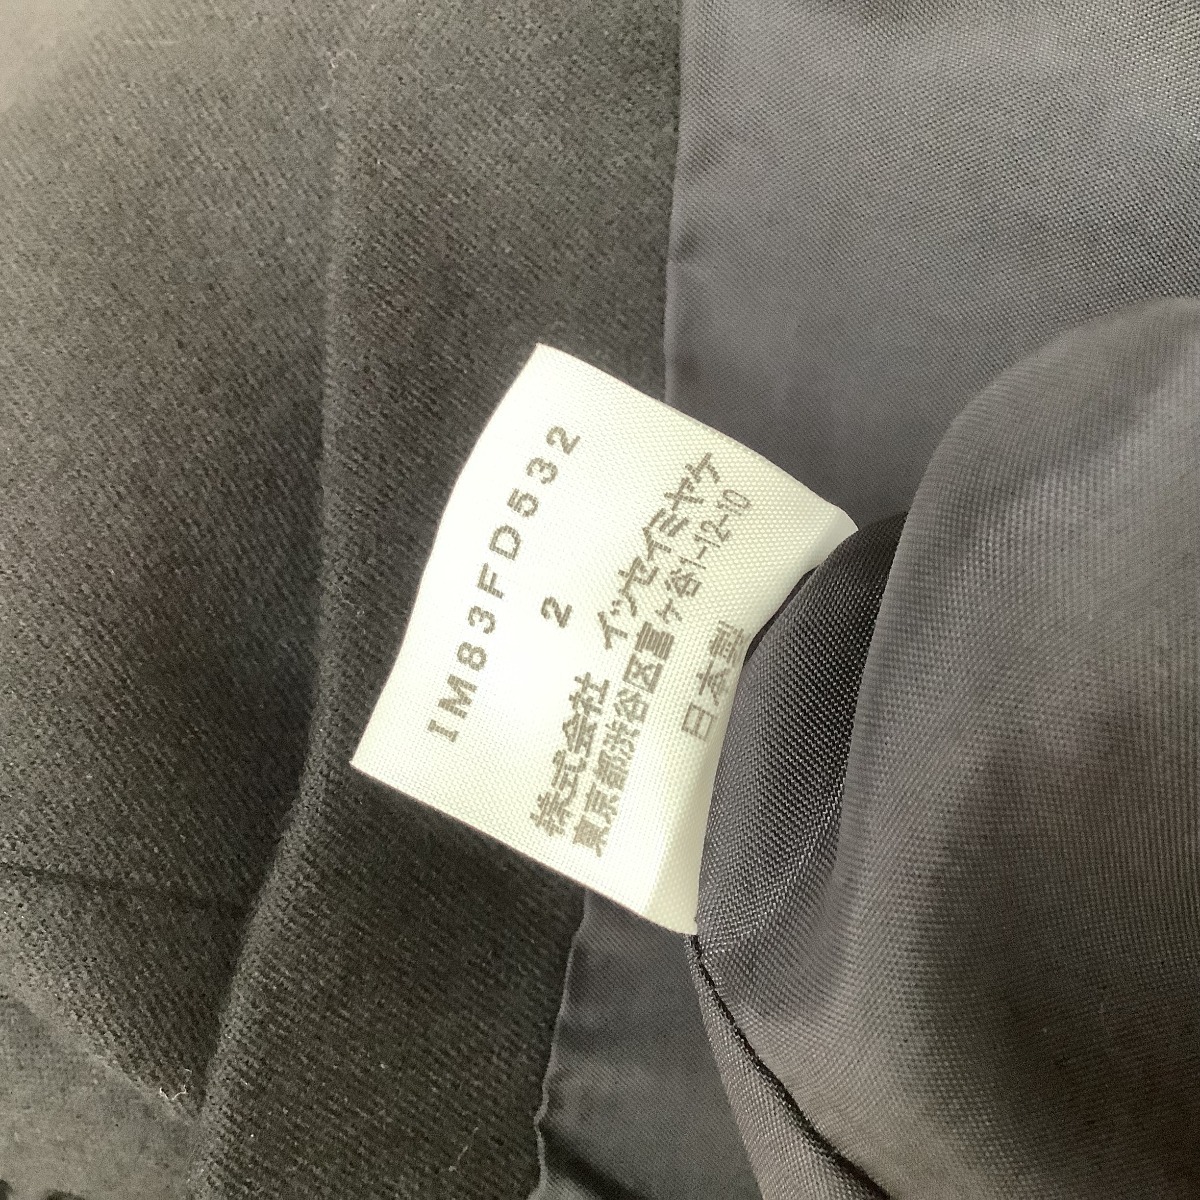 IM83FD532
2
株式会社 イッセイミヤケ
東京都渋谷区富ヶ谷1-12-10
日本製